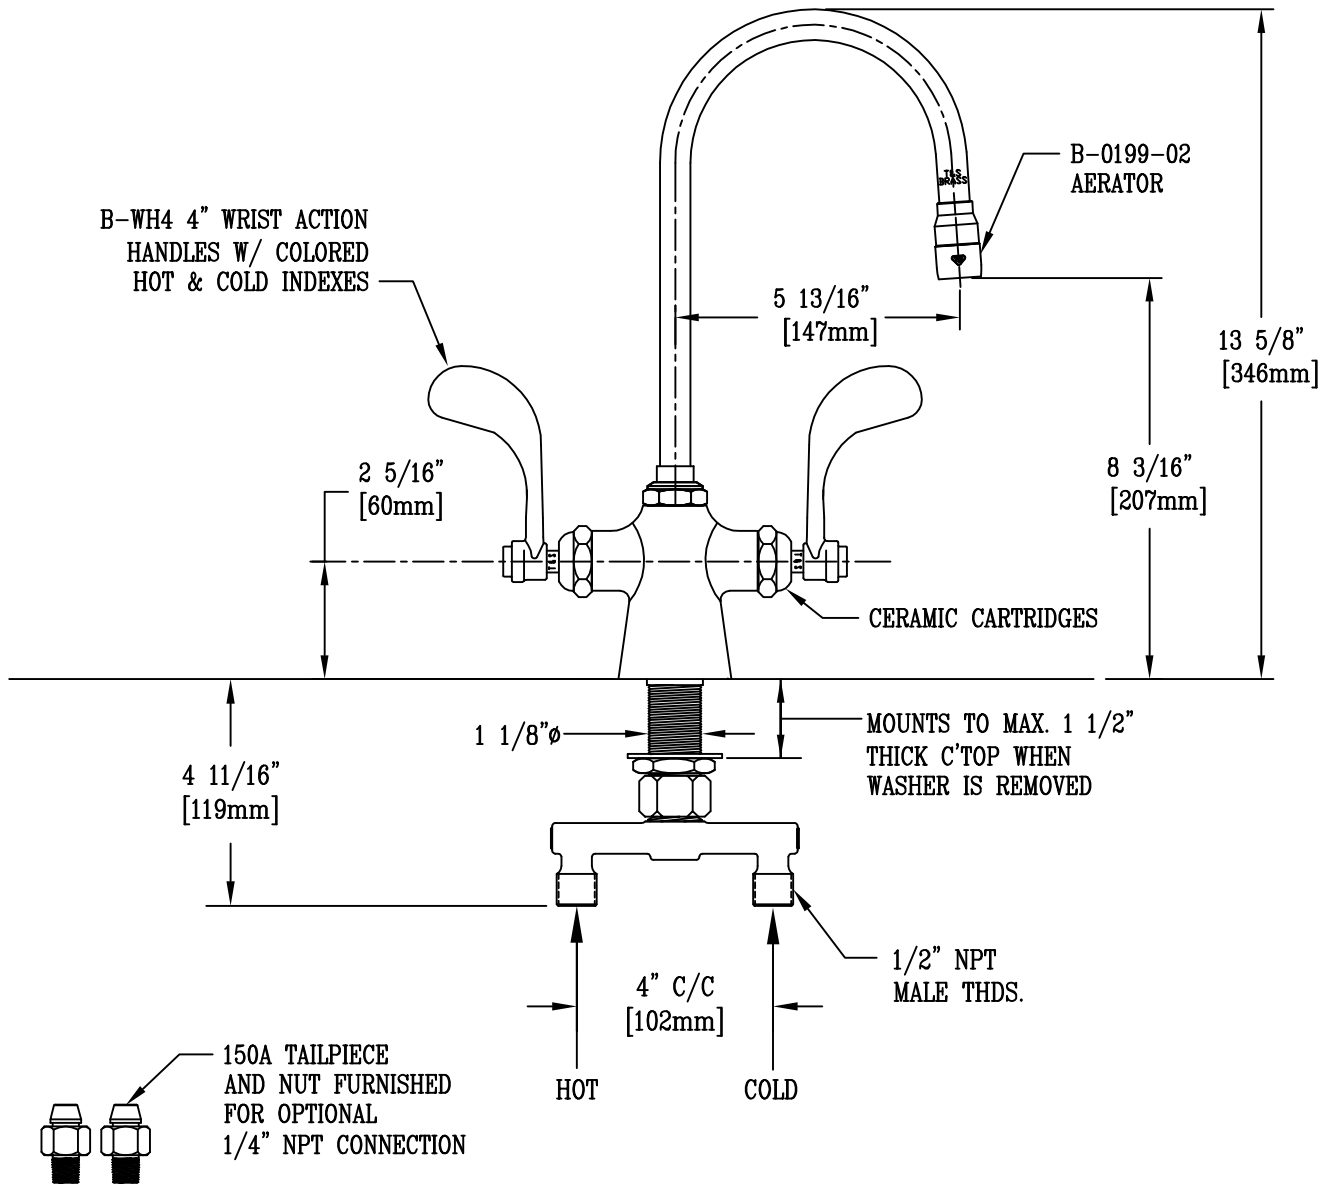 T&S
BRASS
B-0199-02
AERATOR
B-WH4 4" WRIST ACTION
HANDLES W/ COLORED
HOT & COLD INDEXES
5 13/16"
[147mm]
13 5/8"
[346mm]
2 5/16"
[60mm]
8 3/16"
[207mm]
T&S
CERAMIC CARTRIDGES
1 1/8"ø
MOUNTS TO MAX. 1 1/2"
THICK C'TOP WHEN
WASHER IS REMOVED
4 11/16"
[119mm]
1/2" NPT
MALE THDS.
4" C/C
[102mm]
HOT
COLD
150A TAILPIECE
AND NUT FURNISHED
FOR OPTIONAL
1/4" NPT CONNECTION